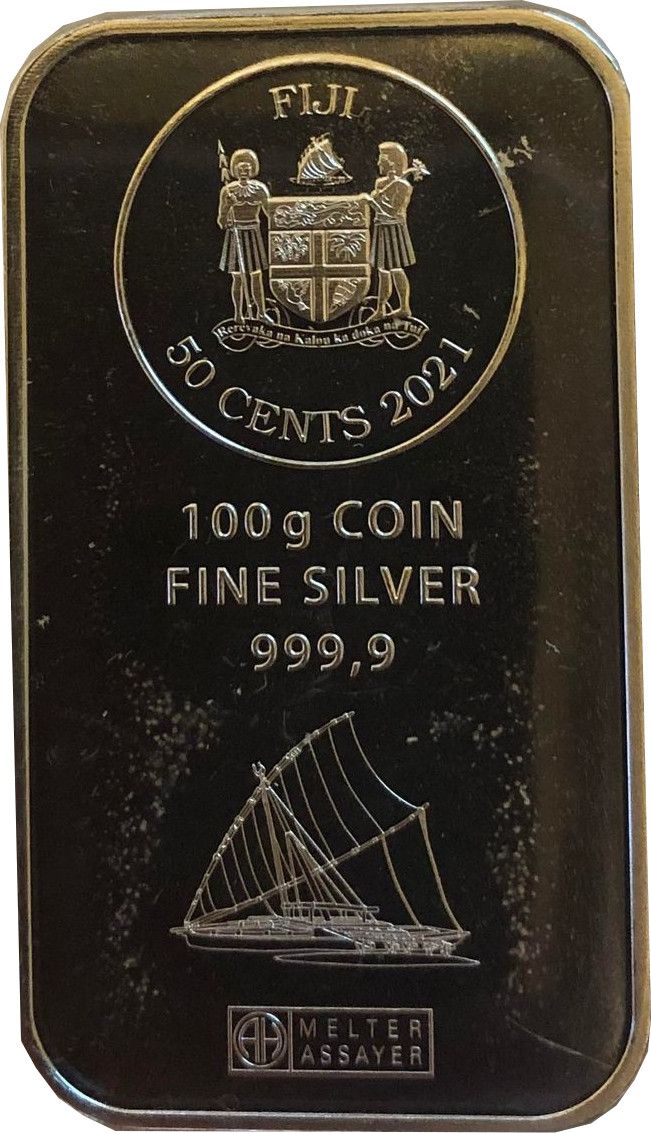 FIJI
Rerevaka na Kalou ka doka na Tui
50 CENTS 2021
100g COIN
FINE SILVER
999,9
AH
MELTER
ASSAYER